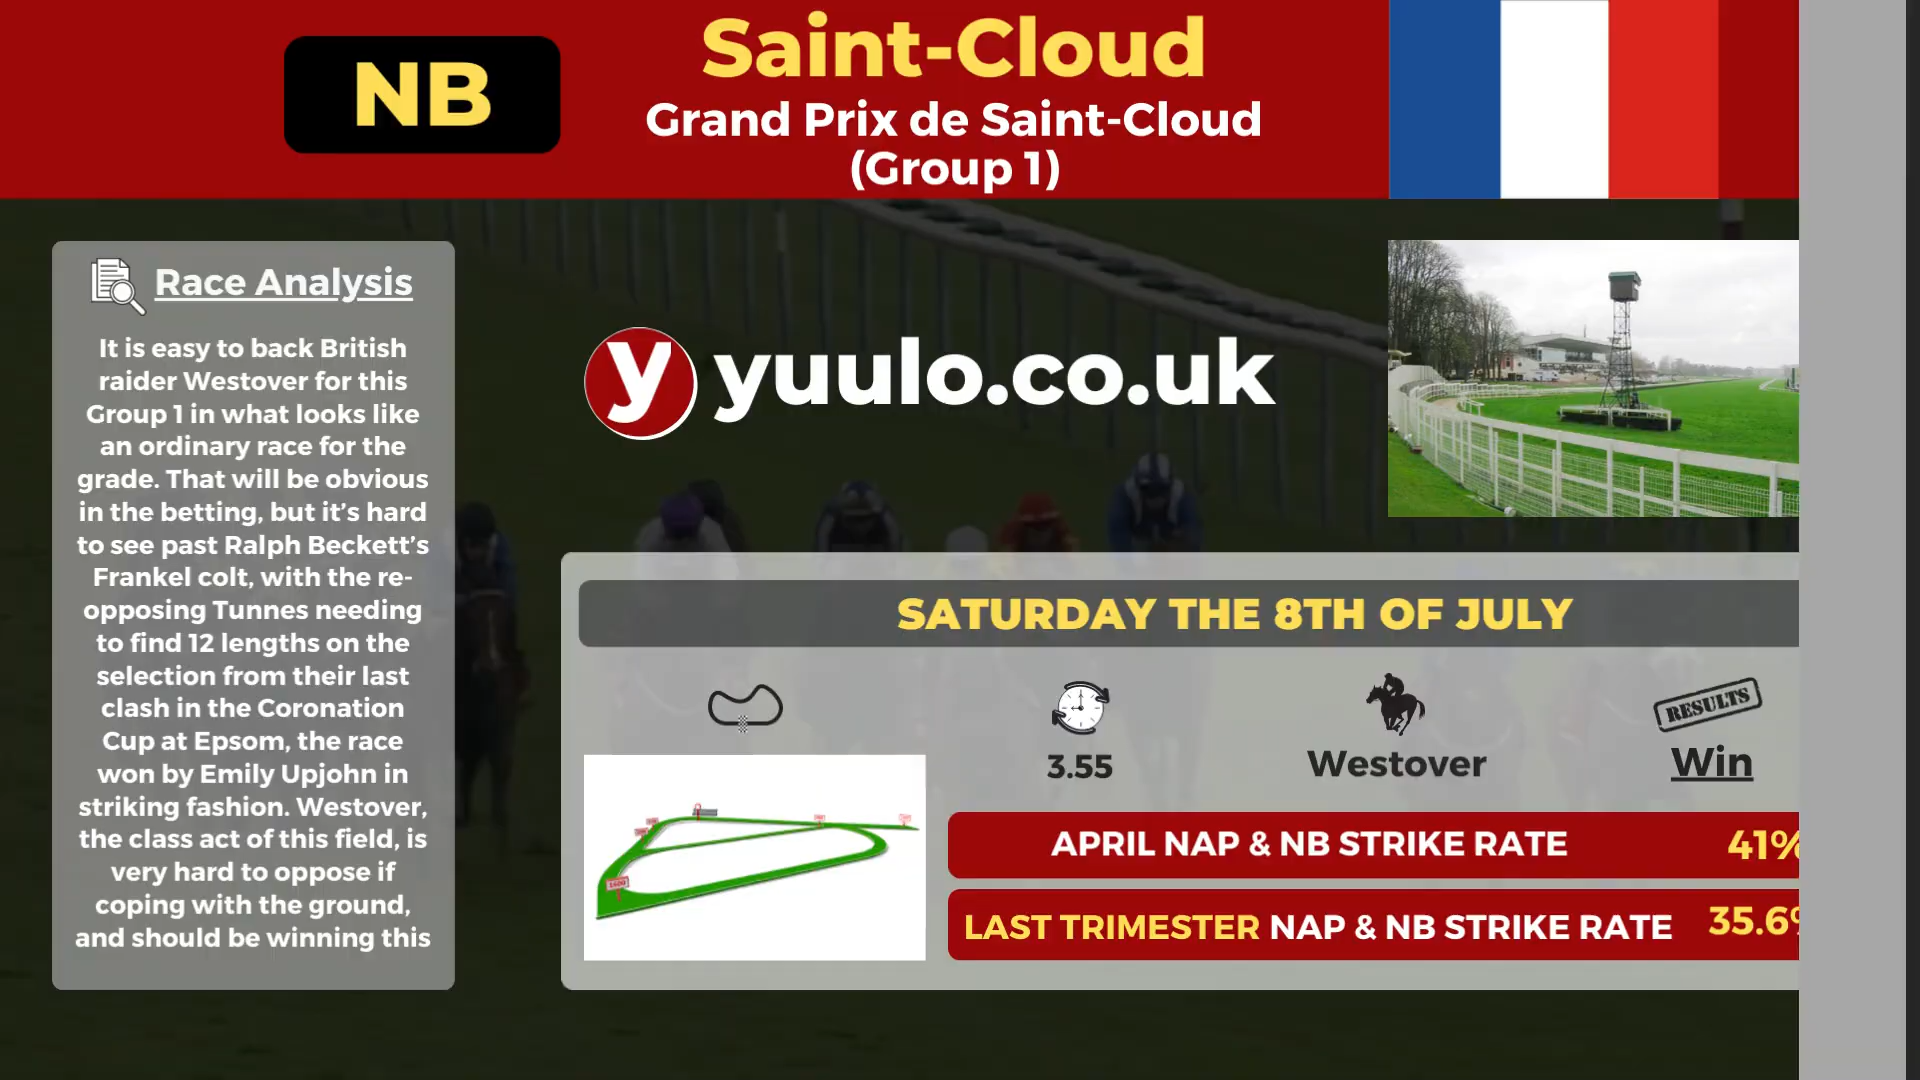 NB
Saint-Cloud
Grand Prix de Saint-Cloud
(Group 1)
Race Analysis
It is easy to back British
raider Westover for this
Group 1 in what looks like
an ordinary race for the
grade. That will be obvious
in the betting, but it's hard
to see past Ralph Beckett's
Frankel colt, with the re-
opposing Tunnes needing
to find 12 lengths on the
selection from their last
clash in the Coronation
Cup at Epsom, the race
won by Emily Upjohn in
striking fashion. Westover,
the class act of this field, is
very hard to oppose if
coping with the ground,
and should be winning this
y yuulo.co.uk
SATURDAY THE 8TH OF JULY
RESULTS
3.55
Westover
Win
APRIL NAP & NB STRIKE RATE 41%
LAST TRIMESTER NAP & NB STRIKE RATE 35.6%